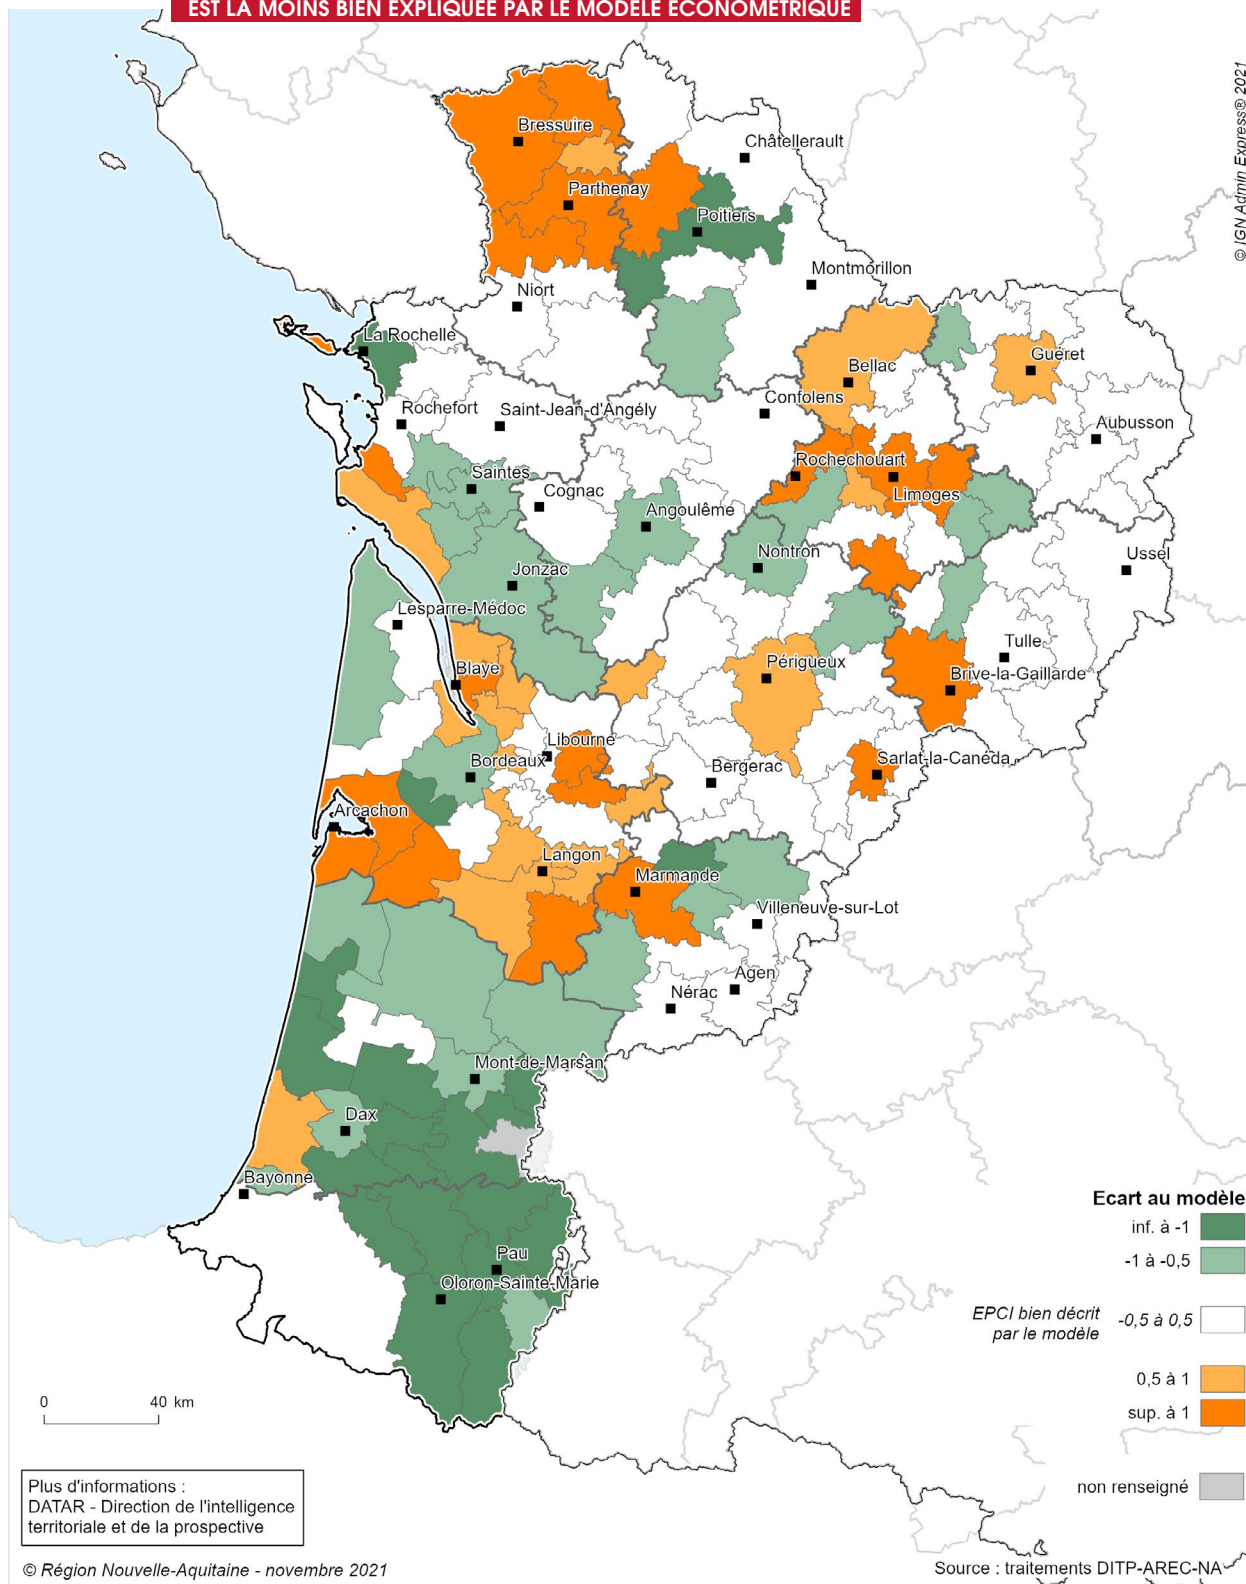 EST LA MOINS BIEN EXPLIQUÉE PAR LE MODÈLE ÉCONOMÉTRIQUE
© IGN Admin Express® 2021
Bressuire
Châtellerault
Parthenay
Poitiers
Montmorillon
Niort
La Rochelle
Guéret
Bellac
Confolens
Rochefort
Saint-Jean-d'Angély
Aubusson
Rochechouart
Saintes
Limoges
Cognac
Angoulême
Nontron
Ussel
Jonzac
Lesparre-Médoc
Tulle
Périgueux
Blaye
Brive-la-Gaillarde
Libourne
Bordeaux
Bergerac
Sarlat-la-Canéda
Arcachon
Langon
Marmande
Villeneuve-sur-Lot
Agen
Nérac
Mont-de-Marsan
Dax
Bayonne
Pau
Oloron-Sainte-Marie
Ecart au modèle
inf. à -1
-1 à -0,5
EPCI bien décrit
par le modèle
-0,5 à 0,5
0,5 à 1
sup. à 1
non renseigné
0 40 km
Plus d'informations :
DATAR - Direction de l'intelligence
territoriale et de la prospective
© Région Nouvelle-Aquitaine - novembre 2021
Source : traitements DITP-AREC-NA